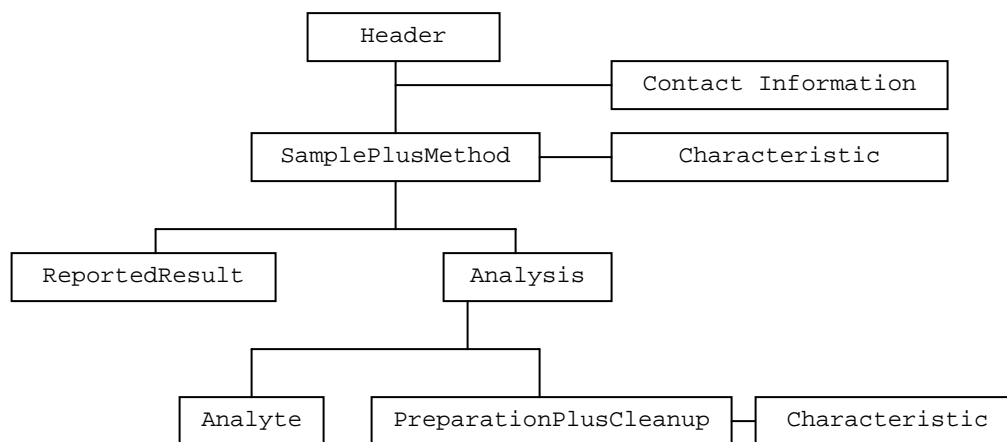 Header
Contact Information
SamplePlusMethod
Characteristic
ReportedResult
Analysis
Analyte
PreparationPlusCleanup
Characteristic